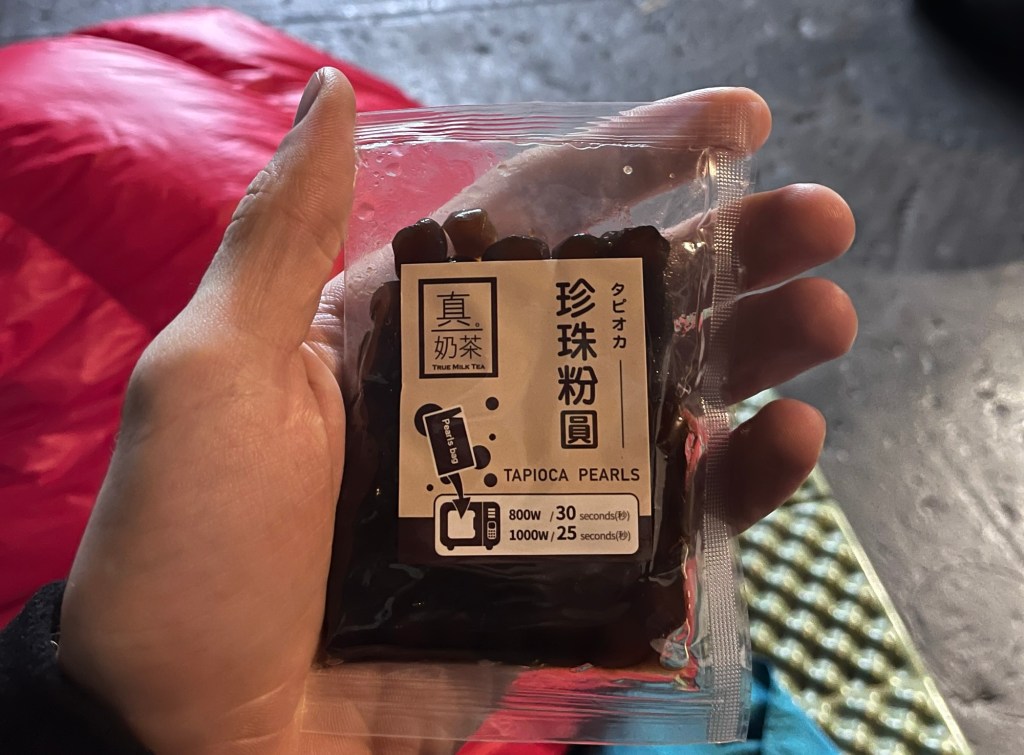 真。
奶茶
TRUE MILK TEA
珍珠粉圓
タピオカ
Pearls bag
TAPIOCA PEARLS
800W / 30 seconds(秒)
1000W / 25 seconds(秒)